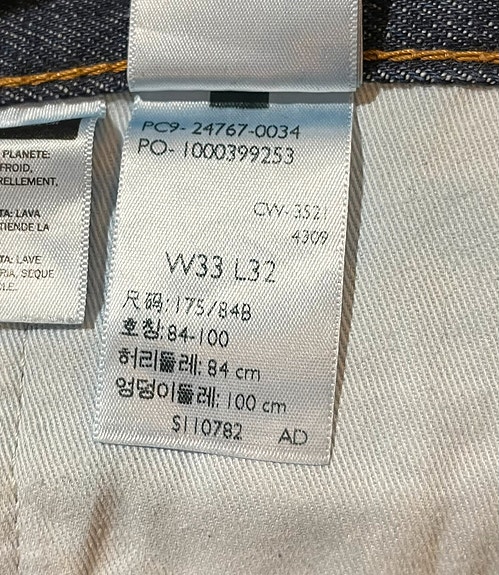 PLANETE:
FROID,
RELLEMENT,
TA: LAVA
TIENDE LA
TA: LAVE
RIA, SEQUE
CLE.
PC9-24767-0034
PO-1000399253
CW-3521
4309
W33 L32
尺码:175/84B
호칭:84-100
허리둘레: 84 cm
엉덩이둘레: 100 cm
S110782 AD